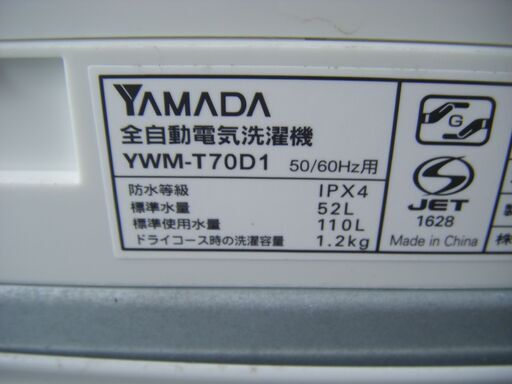 YAMADA
全自動電気洗濯機
YWM-T70D1 50/60Hz用
防水等級 IPX4
標準水量 52L
標準使用水量 110L
ドライコース時の洗濯容量 1.2kg
G
S
JET
1628
Made in China
製
株